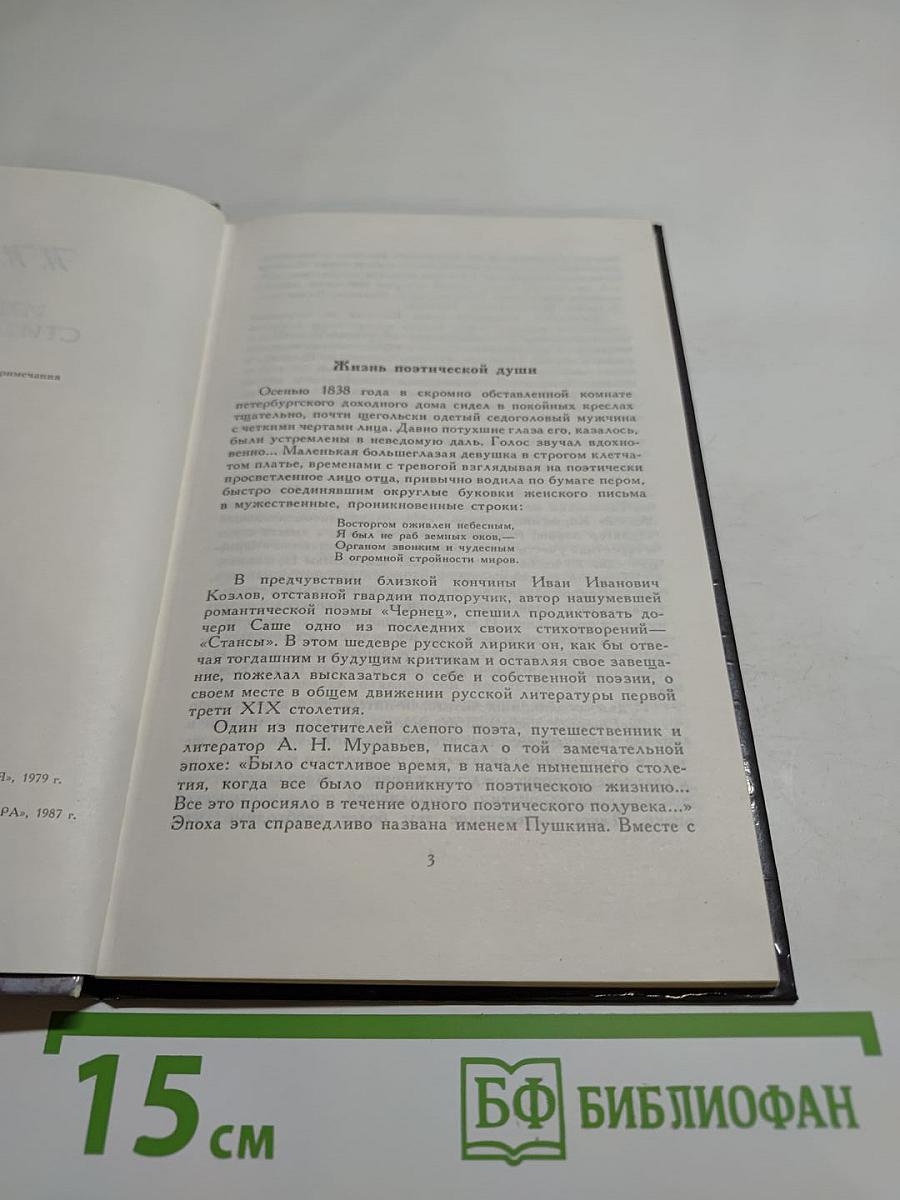 римечания
Я», 1979 г.
РА», 1987 г.
Жизнь поэтической души
Осенью 1838 года в скромно обставленной комнате
петербургского доходного дома сидел в покойных креслах
тщательно, почти щегольски одетый седоголовый мужчина
с четкими чертами лица. Давно потухшие глаза его, казалось,
были устремлены в неведомую даль. Голос звучал вдохно-
венно... Маленькая большеглазая девушка в строгом клетча-
том платье, временами с тревогой взглядывая на поэтически
просветленное лицо отца, привычно водила по бумаге пером,
быстро соединявшим округлые буковки женского письма
в мужественные, проникновенные строки:
Восторгом оживлен небесным,
Я был не раб земных оков,—
Органом звонким и чудесным
В огромной стройности миров.
В предчувствии близкой кончины Иван Иванович
Козлов, отставной гвардии подпоручик, автор нашумевшей
романтической поэмы «Чернец», спешил продиктовать до-
чери Саше одно из последних своих стихотворений—
«Стансы». В этом шедевре русской лирики он, как бы отве-
чая тогдашним и будущим критикам и оставляя свое завеща-
ние, пожелал высказаться о себе и собственной поэзии, о
своем месте в общем движении русской литературы первой
трети XIX столетия.
Один из посетителей слепого поэта, путешественник и
литератор А. Н. Муравьев, писал о той замечательной
эпохе: «Было счастливое время, в начале нынешнего столе-
тия, когда все было проникнуто поэтическою жизнию...
Все это просияло в течение одного поэтического полувека...»
Эпоха эта справедливо названа именем Пушкина. Вместе с
3
15 см
БФ БИБЛИОФАН